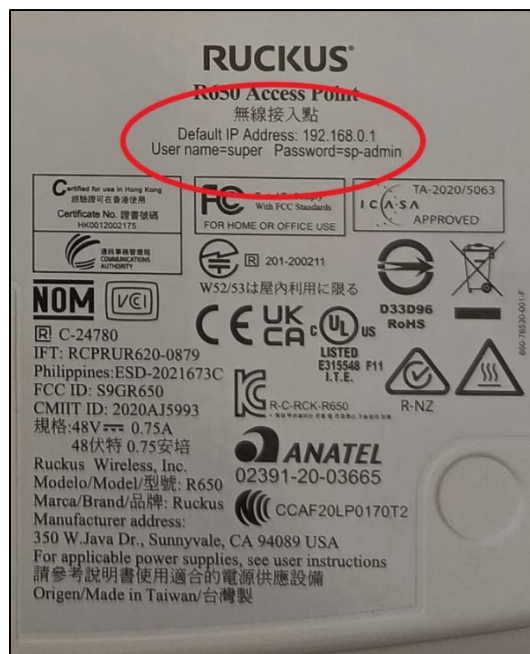 RUCKUS
R650 Access Point
無線接入點
Default IP Address: 192.168.0.1
User name=super Password=sp-admin
Certified for use in Hong Kong
經驗證可在香港使用
Certificate No. 證書號碼
HK0012002175
通訊事務管理局
COMMUNICATIONS
AUTHORITY
FC
With FCC Standards
FOR HOME OR OFFICE USE
ICASA
TA-2020/5063
APPROVED
R 201-200211
W52/53は屋内利用に限る
D33D96
RoHS
NOM
VCI
CE UK CA
c UL US
LISTED
E315548 F11
I.T.E.
R-NZ
860-76530-001-F
R C-24780
IFT: RCPRUR620-0879
Philippines:ESD-2021673C
FCC ID: S9GR650
CMIIT ID: 2020AJ5993
規格:48V 0.75A
48伏特 0.75安培
R-C-RCK-R650
ANATEL
02391-20-03665
CCAF20LP0170T2
Ruckus Wireless, Inc.
Modelo/Model/型號: R650
Marca/Brand/品牌: Ruckus
Manufacturer address:
350 W.Java Dr., Sunnyvale, CA 94089 USA
For applicable power supplies, see user instructions
請參考說明書使用適合的電源供應設備
Origen/Made in Taiwan/台灣製